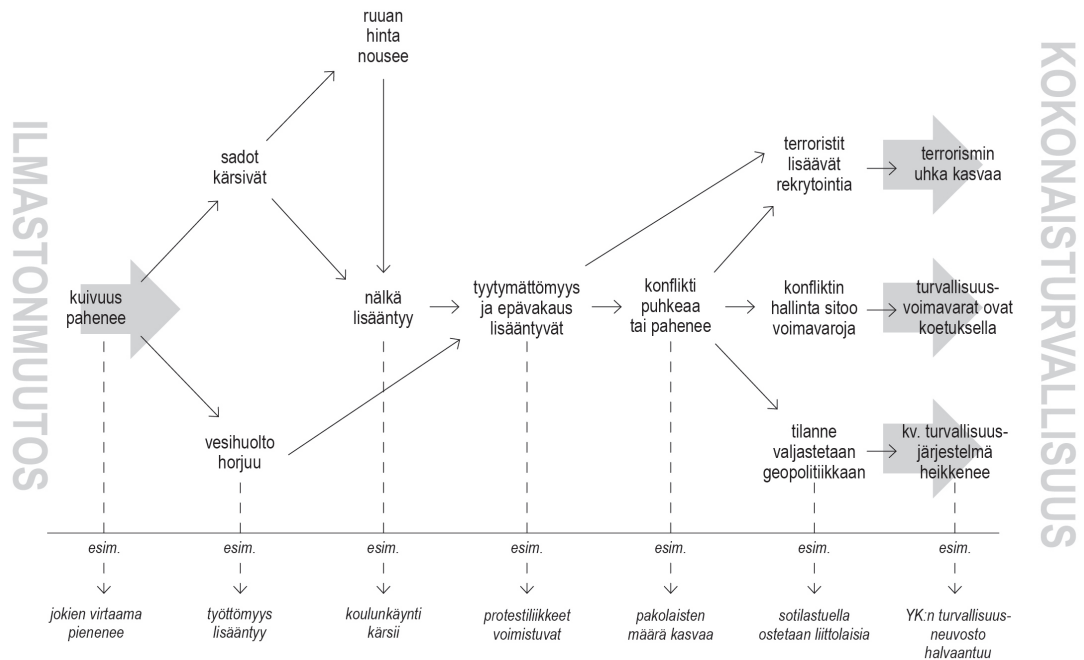 ILMASTONMUUTOS
ruuan
hinta
nousee
sadot
kärsivät
kuivuus
pahenee
vesihuolto
horjuu
nälkä
lisääntyy
tyytymättömyys
ja epävakaus
lisääntyvät
konflikti
puhkeaa
tai pahenee
terroristit
lisäävät
rekrytointia
terrorismin
uhka kasvaa
konfliktin
hallinta sitoo
voimavaroja
turvallisuus-
voimavarat ovat
koetuksella
tilanne
valjastetaan
geopolitiikkaan
kv. turvallisuus-
järjestelmä
heikkenee
KOKONAISTURVALLISUUS
esim.
esim.
esim.
esim.
esim.
esim.
esim.
jokien virtaama
pienenee
työttömyys
lisääntyy
koulunkäynti
kärsii
protestiliikkeet
voimistuvat
pakolaisten
määrä kasvaa
sotilastuella
ostetaan liittolaisia
YK:n turvallisuus-
neuvosto
halvaantuu